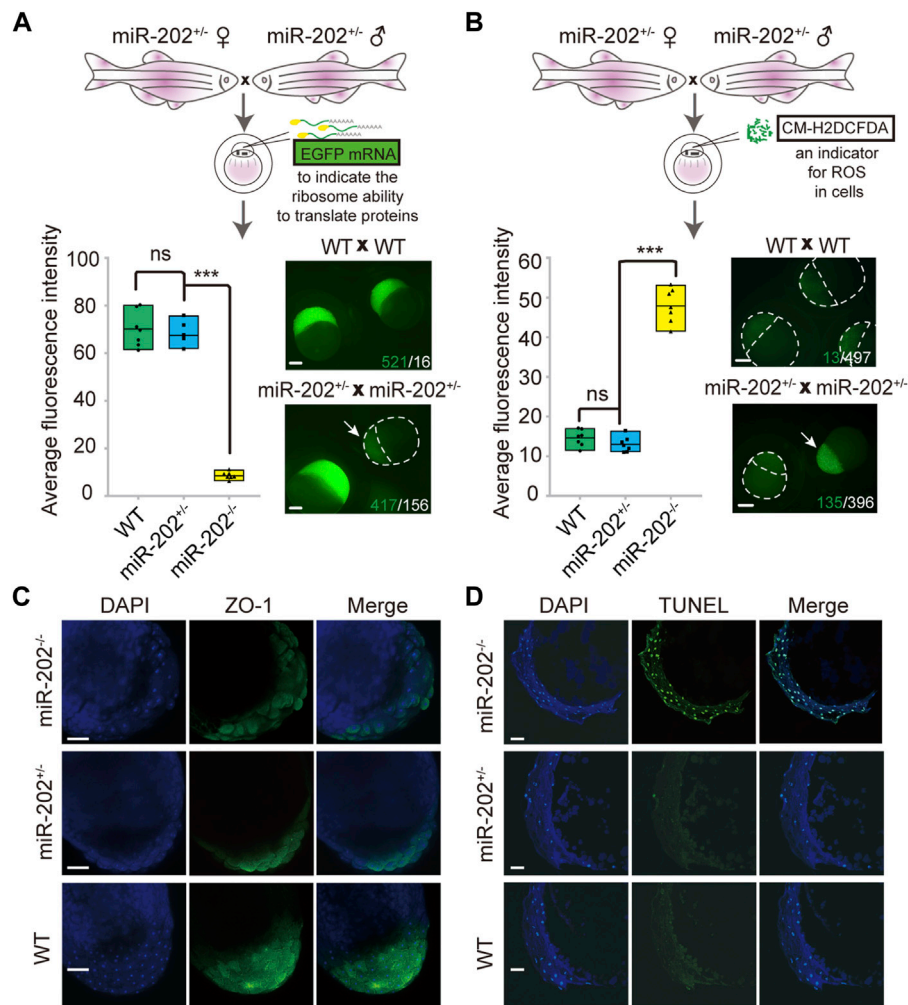 A
miR-202+/- ♀ miR-202+/- ♂
x
AAAAAA
AAAAAA
AAAAAA
EGFP mRNA
to indicate the
ribosome ability
to translate proteins
Average fluorescence intensity
100
80
60
40
20
0
ns
***
WT
miR-202+/-
miR-202-/-
WT x WT
521/16
miR-202+/- x miR-202+/-
417/156
B
miR-202+/- ♀ miR-202+/- ♂
x
CM-H2DCFDA
an indicator
for ROS
in cells
Average fluorescence intensity
60
50
40
30
20
10
0
ns
***
WT
miR-202+/-
miR-202-/-
WT x WT
13/497
miR-202+/- x miR-202+/-
135/396
C
DAPI ZO-1 Merge
miR-202-/-
miR-202+/-
WT
D
DAPI TUNEL Merge
miR-202-/-
miR-202+/-
WT